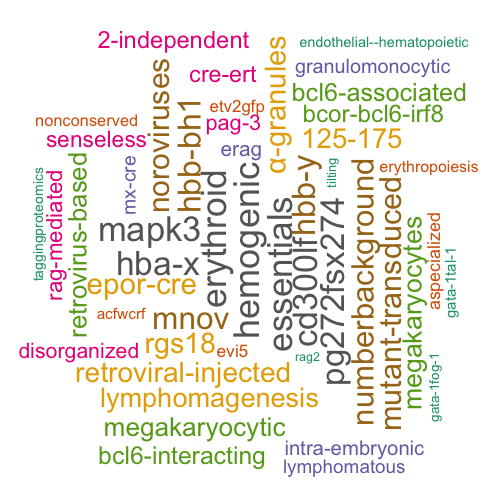 2-independent
endothelial--hematopoietic
cre-ert
granulomonocytic
α-granules
noroviruses
hbb-bh1
etv2gfp
bcl6-associated
bcor-bcl6-irf8
nonconserved
pag-3
senseless
125-175
erag
mx-cre
tilting
erythropoiesis
taggingproteomics
rag-mediated
retrovirus-based
erythroid
hemogenic
hbb-y
mapk3
hba-x
essentials
cd300lf
pg272fsx274
numberbackground
mutant-transduced
megakaryocytes
aspecialized
gata-1tal-1
epor-cre
acfwcrf
mnov
rgs18
evi5
rag2
disorganized
gata-1fog-1
retroviral-injected
lymphomagenesis
megakaryocytic
bcl6-interacting
intra-embryonic
lymphomatous